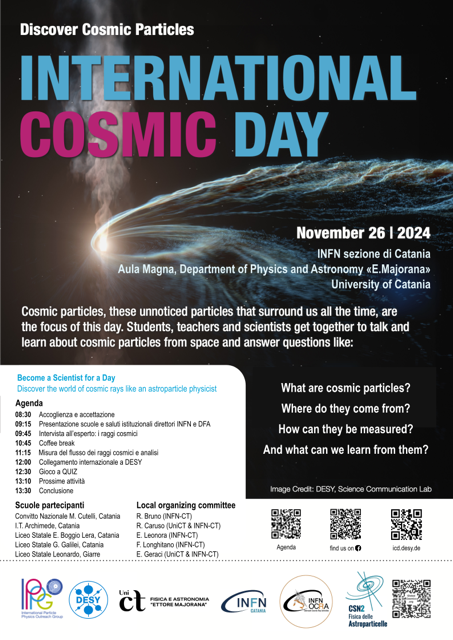 Discover Cosmic Particles
INTERNATIONAL
COSMIC DAY
November 26 | 2024
INFN sezione di Catania
Aula Magna, Department of Physics and Astronomy «E.Majorana»
University of Catania
Cosmic particles, these unnoticed particles that surround us all the time, are
the focus of this day. Students, teachers and scientists get together to talk and
learn about cosmic particles from space and answer questions like:
What are cosmic particles?
Where do they come from?
How can they be measured?
And what can we learn from them?
Become a Scientist for a Day
Discover the world of cosmic rays like an astroparticle physicist
Agenda
08:30 Accoglienza e accettazione
09:15 Presentazione scuole e saluti istituzionali direttori INFN e DFA
09:45 Intervista all'esperto: i raggi cosmici
10:45 Coffee break
11:15 Misura del flusso dei raggi cosmici e analisi
12:00 Collegamento internazionale a DESY
12:30 Gioco a QUIZ
13:10 Prossime attività
13:30 Conclusione
Image Credit: DESY, Science Communication Lab
Scuole partecipanti
Convitto Nazionale M. Cutelli, Catania
I.T. Archimede, Catania
Liceo Statale E. Boggio Lera, Catania
Liceo Statale G. Galilei, Catania
Liceo Statale Leonardo, Giarre
Local organizing committee
R. Bruno (INFN-CT)
R. Caruso (UniCT & INFN-CT)
E. Leonora (INFN-CT)
F. Longhitano (INFN-CT)
E. Geraci (UniCT & INFN-CT)
Agenda
find us on
icd.desy.de
IPPOG
International Particle
Physics Outreach Group
DESY
Uni
ct
FISICA E ASTRONOMIA
"ETTORE MAJORANA"
INFN
CATANIA
INFN
OCRA
CSN2
Fisica delle
Astroparticelle